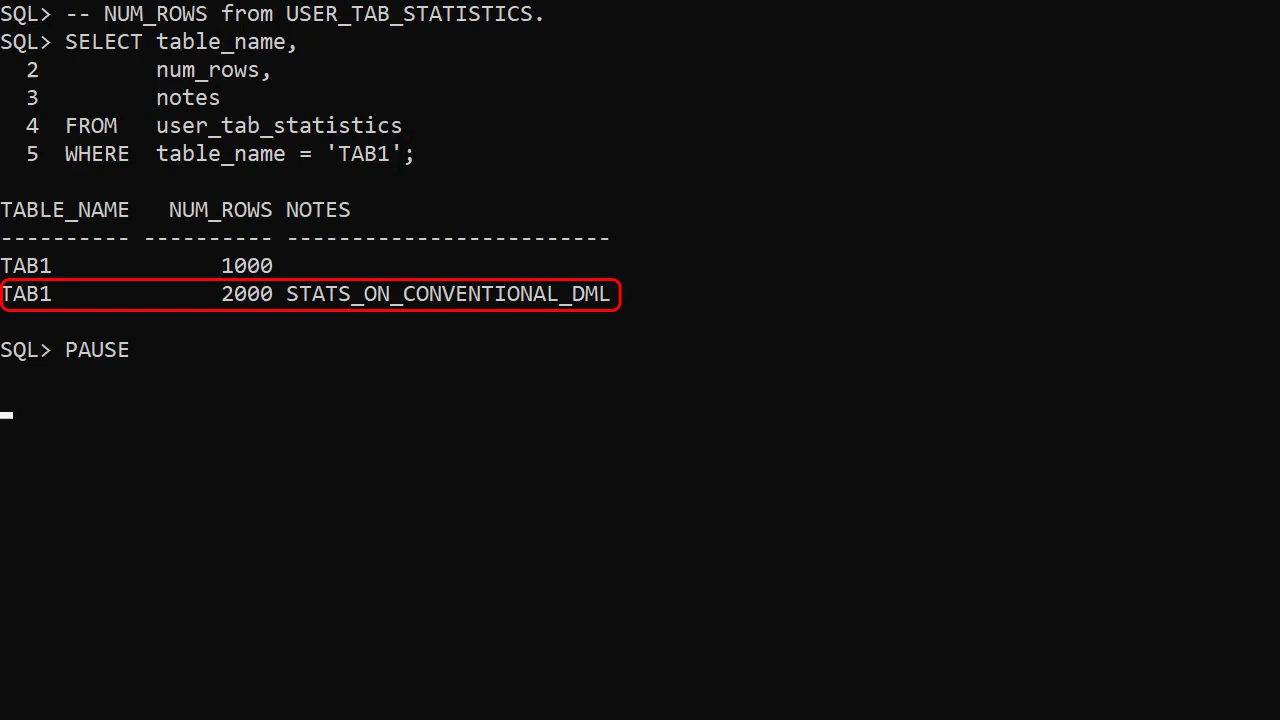 SQL> -- NUM_ROWS from USER_TAB_STATISTICS.
SQL> SELECT table_name,
  2         num_rows,
  3         notes
  4  FROM   user_tab_statistics
  5  WHERE  table_name = 'TAB1';

TABLE_NAME   NUM_ROWS NOTES
---------- ---------- -------------------------
TAB1             1000
TAB1             2000 STATS_ON_CONVENTIONAL_DML

SQL> PAUSE